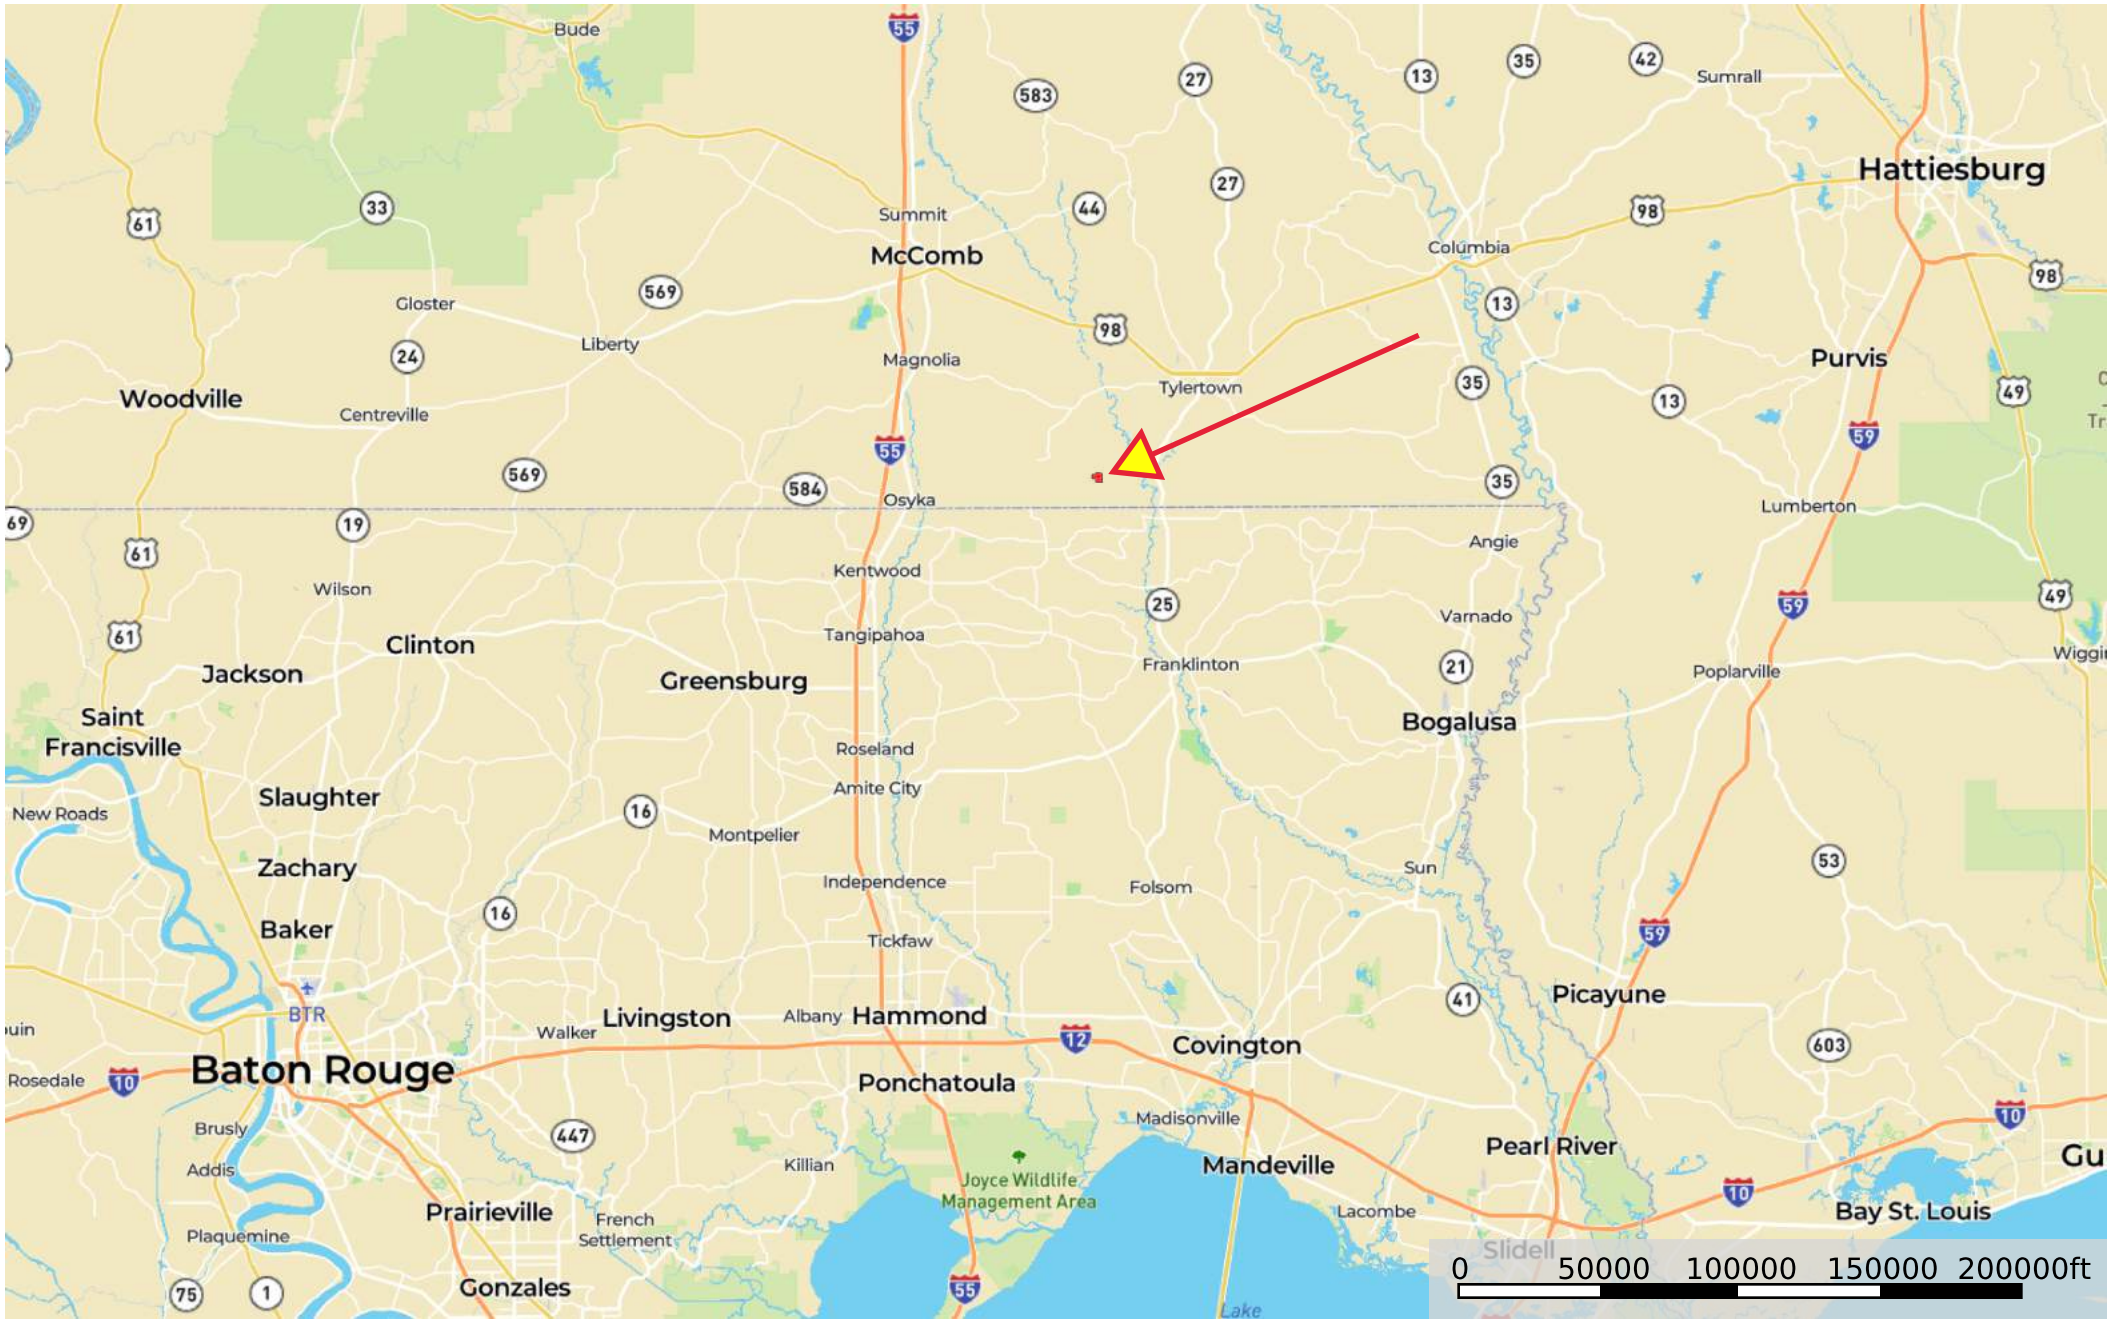 Bude
55
583
27
13
35
42
Sumrall
Hattiesburg
61
33
Summit
44
27
98
McComb
Columbia
98
Gloster
569
13
Liberty
98
24
Magnolia
Purvis
Woodville
Tylertown
35
49
Centreville
13
55
59
569
584
35
Osyka
Lumberton
69
19
61
Angie
Kentwood
Wilson
25
59
49
61
Tangipahoa
Varnado
Clinton
Wiggi
Jackson
Greensburg
Franklinton
21
Poplarville
Saint
Francisville
Bogalusa
Roseland
Slaughter
Amite City
New Roads
16
Montpelier
Zachary
Sun
53
Independence
Folsom
16
Baker
Tickfaw
59
BTR
Livingston
Albany
Hammond
41
Picayune
uin
Walker
12
Covington
603
Baton Rouge
Rosedale
10
Ponchatoula
Madisonville
10
Brusly
447
Pearl River
Addis
Killian
Joyce Wildlife
Management Area
Mandeville
Gu
10
Prairieville
French
Settlement
Lacombe
Bay St. Louis
Plaquemine
Slidell
75
1
Gonzales
55
Lake
0 50000 100000 150000 200000ft